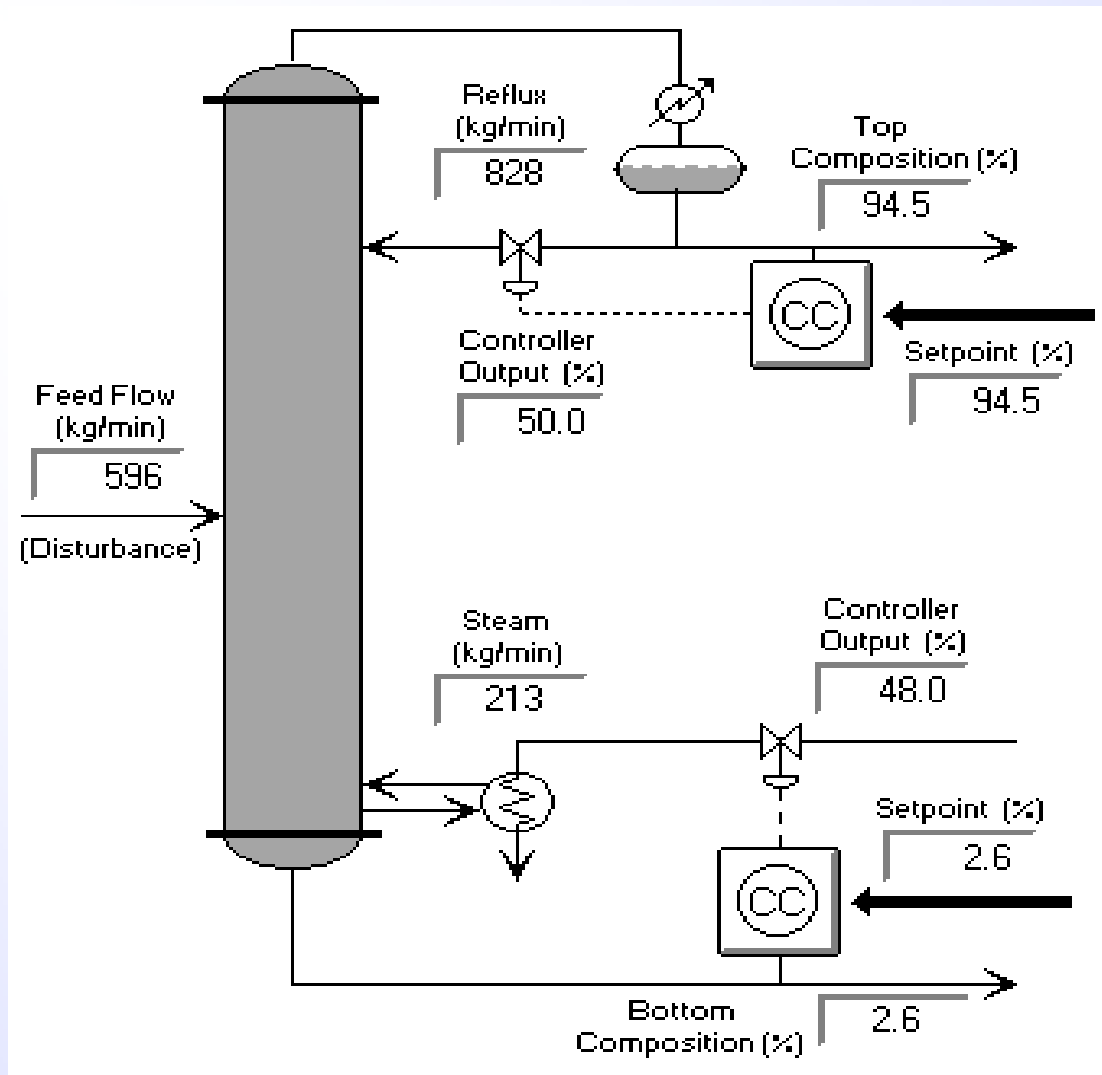 Reflux
(kg/min)
828
Top
Composition (%)
94.5
CC
Controller
Output (%)
50.0
Setpoint (%)
94.5
Feed Flow
(kg/min)
596
(Disturbance)
Steam
(kg/min)
213
Controller
Output (%)
48.0
Setpoint (%)
2.6
CC
Bottom
Composition (%)
2.6